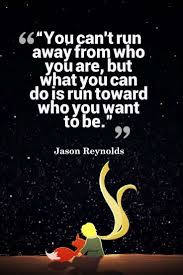 “You can't run
away from who
you are, but
what you can
do is run toward
who you want
to be.”
Jason Reynolds